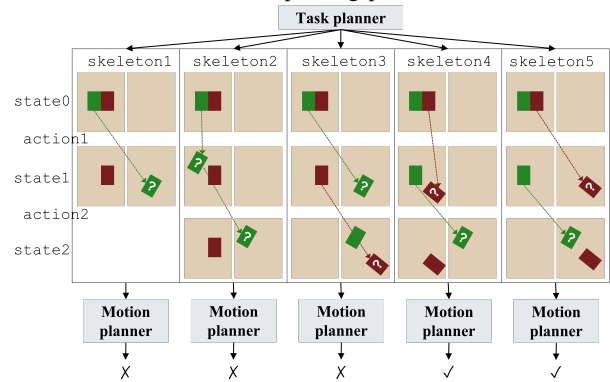 Task planner
skeleton1 skeleton2 skeleton3 skeleton4 skeleton5
state0
action1
state1
? ? ? ? ?
action2
state2
? ? ? ?
Motion planner Motion planner Motion planner Motion planner Motion planner
✗ ✗ ✗ ✓ ✓